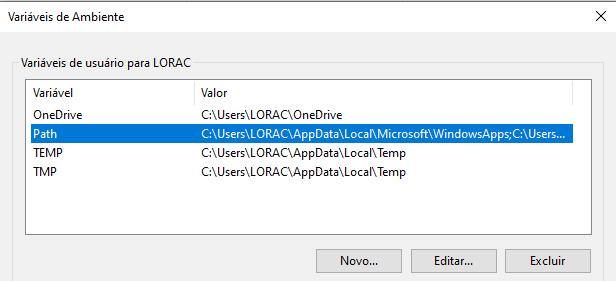 Variáveis de Ambiente
Variáveis de usuário para LORAC
Variável Valor
OneDrive C:\Users\LORAC\OneDrive
Path C:\Users\LORAC\AppData\Local\Microsoft\WindowsApps;C:\Users...
TEMP C:\Users\LORAC\AppData\Local\Temp
TMP C:\Users\LORAC\AppData\Local\Temp
Novo... Editar... Excluir